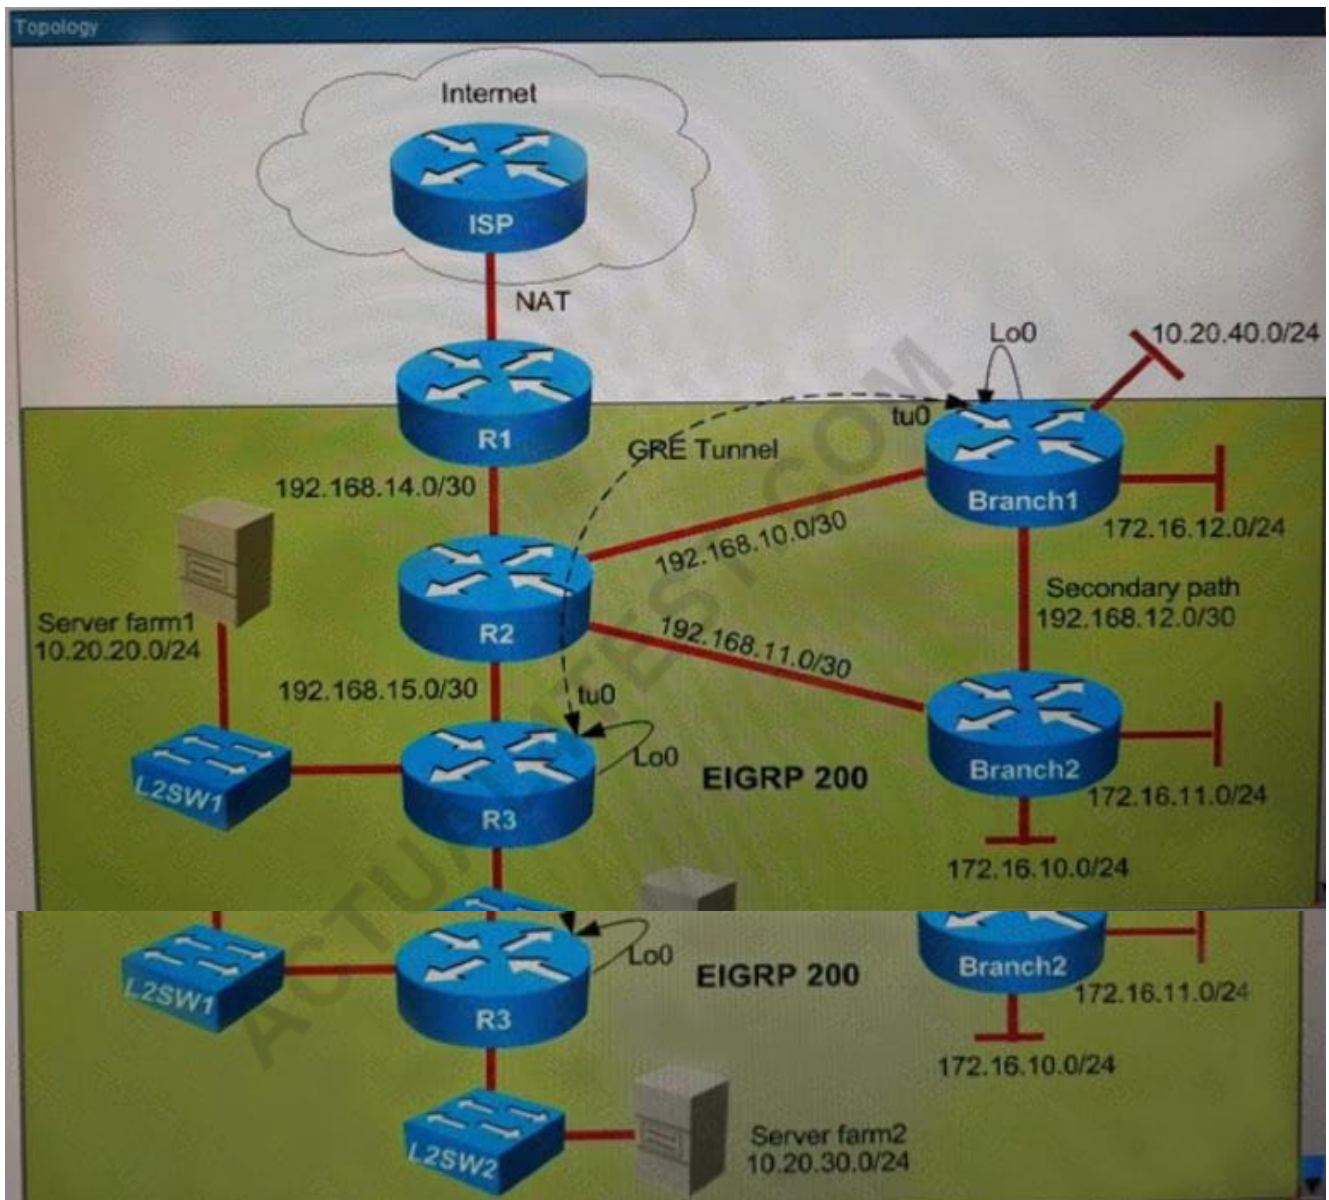 Topology
Internet
ISP
NAT
Lo0
10.20.40.0/24
tu0
R1
GRE Tunnel
Branch1
192.168.14.0/30
192.168.10.0/30
172.16.12.0/24
Secondary path
192.168.12.0/30
Server farm1
10.20.20.0/24
R2
192.168.11.0/30
192.168.15.0/30
tu0
Lo0
L2SW1
R3
EIGRP 200
Branch2
172.16.11.0/24
172.16.10.0/24
L2SW1
R3
Lo0
EIGRP 200
Branch2
172.16.11.0/24
172.16.10.0/24
L2SW2
Server farm2
10.20.30.0/24
ACTUALITEST.COM